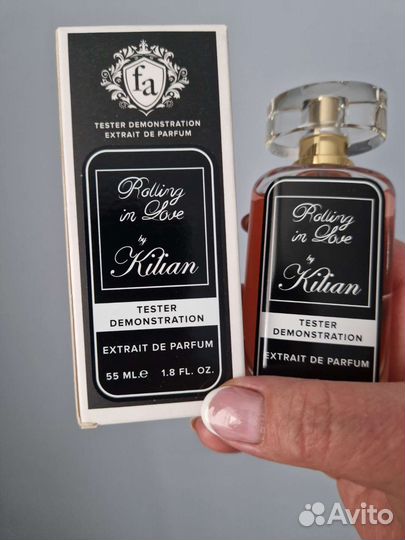 fa
TESTER DEMONSTRATION
EXTRAIT DE PARFUM
Rolling
in Love
by
Kilian
TESTER
DEMONSTRATION
EXTRAIT DE PARFUM
55 ML.e 1.8 FL. OZ.
Rolling
in Love
by
Kilian
TESTER
DEMONSTRATION
EXTRAIT DE PARFUM
Avito